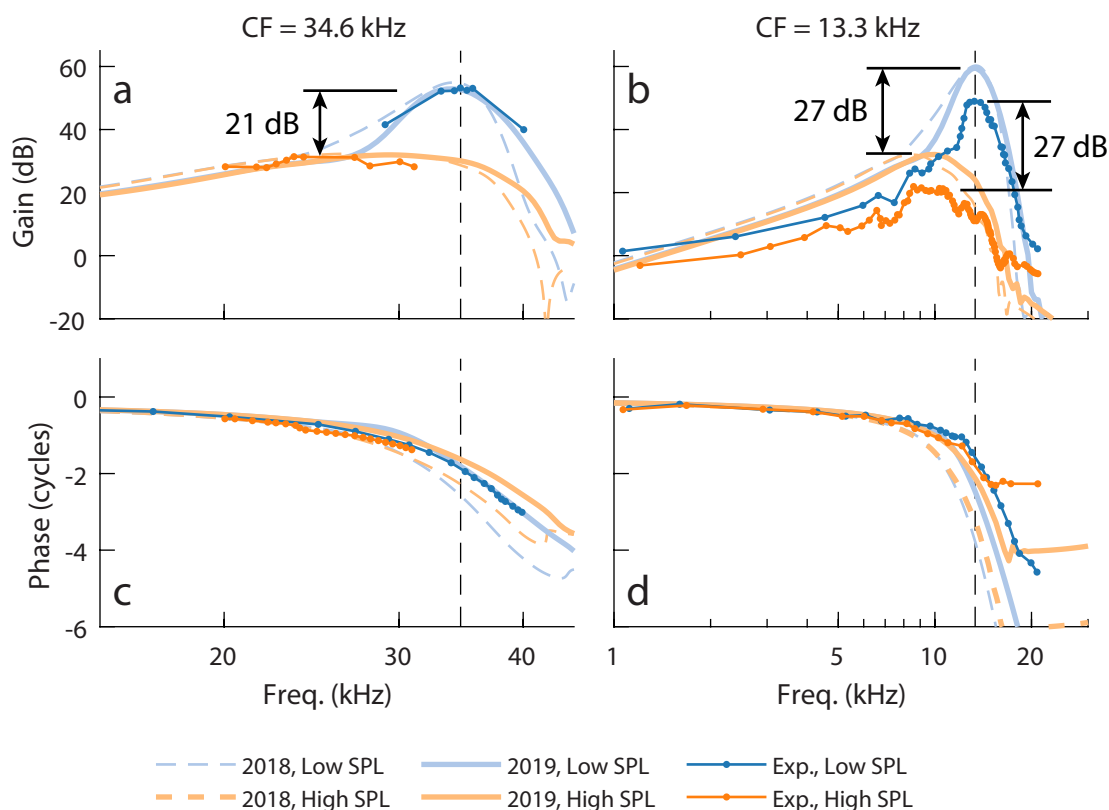 CF = 34.6 kHz
CF = 13.3 kHz
Gain (dB)
60
40
20
0
-20
a
21 dB
b
27 dB
27 dB
Phase (cycles)
0
-2
-4
-6
c
d
20
30
40
1
5
10
20
Freq. (kHz)
Freq. (kHz)
2018, Low SPL
2019, Low SPL
Exp., Low SPL
2018, High SPL
2019, High SPL
Exp., High SPL